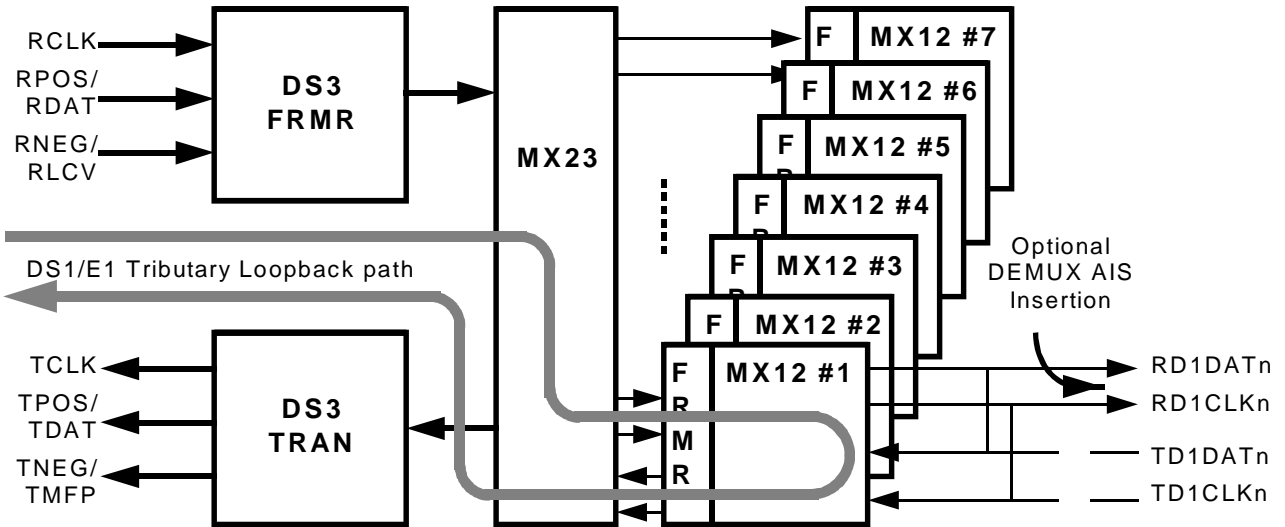 RCLK
RPOS/
RDAT
RNEG/
RLCV
DS3
FRMR
MX23
F
MX12 #7
F
MX12 #6
F
R
MX12 #5
F
R
MX12 #4
F
R
MX12 #3
F
MX12 #2
F
R
M
R
MX12 #1
Optional
DEMUX AIS
Insertion
DS1/E1 Tributary Loopback path
TCLK
TPOS/
TDAT
TNEG/
TMFP
DS3
TRAN
RD1DATn
RD1CLKn
TD1DATn
TD1CLKn